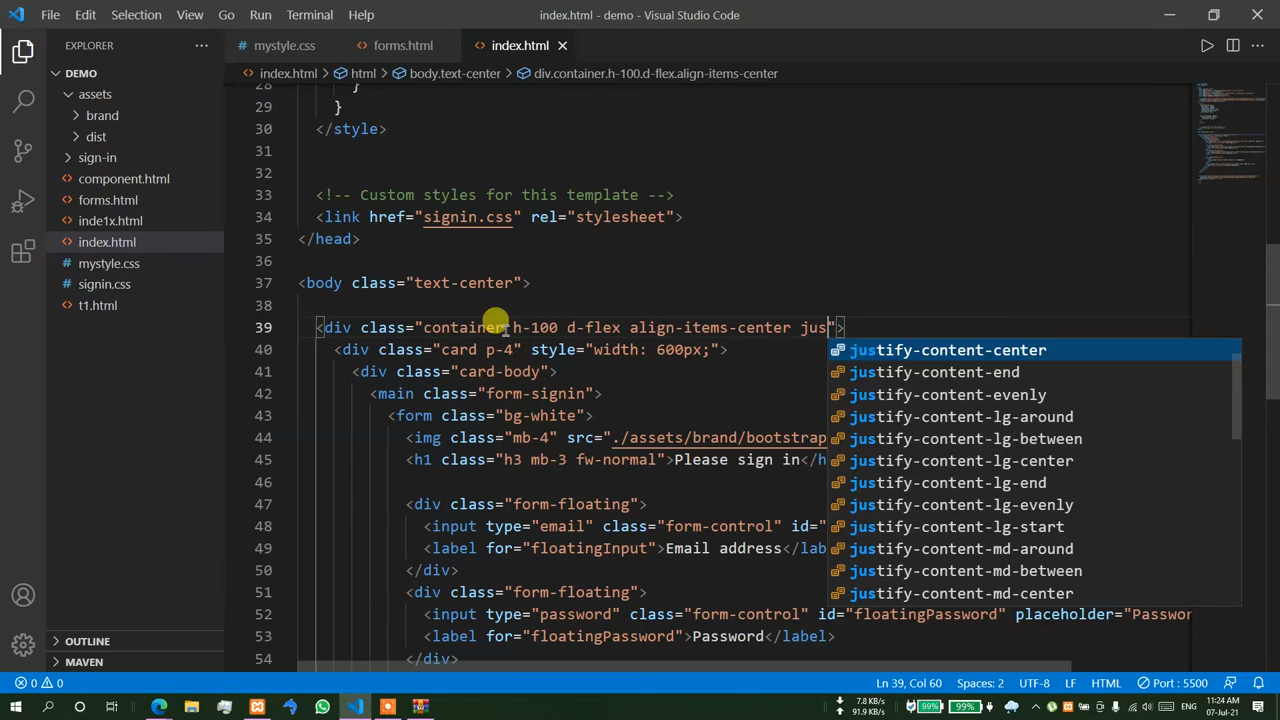 File Edit Selection View Go Run Terminal Help index.html - demo - Visual Studio Code
EXPLORER
mystyle.css forms.html index.html
DEMO
assets
brand
dist
sign-in
component.html
forms.html
inde1x.html
index.html
mystyle.css
signin.css
t1.html
OUTLINE
MAVEN
index.html > html > body.text-center > div.container.h-100.d-flex.align-items-center
28 }
29 }
30 </style>
31
32
33 <!-- Custom styles for this template -->
34 <link href="signin.css" rel="stylesheet">
35 </head>
36
37 <body class="text-center">
38
39 <div class="container h-100 d-flex align-items-center jus">
40 <div class="card p-4" style="width: 600px;">
41 <div class="card-body">
42 <main class="form-signin">
43 <form class="bg-white">
44 <img class="mb-4" src="./assets/brand/bootstrap
45 <h1 class="h3 mb-3 fw-normal">Please sign in</h
46
47 <div class="form-floating">
48 <input type="email" class="form-control" id="
49 <label for="floatingInput">Email address</lab
50 </div>
51 <div class="form-floating">
52 <input type="password" class="form-control" id="floatingPassword" placeholder="Passwor
53 <label for="floatingPassword">Password</label>
54 </div>
justify-content-center
justify-content-end
justify-content-evenly
justify-content-lg-around
justify-content-lg-between
justify-content-lg-center
justify-content-lg-end
justify-content-lg-evenly
justify-content-lg-start
justify-content-md-around
justify-content-md-between
justify-content-md-center
0 0 Ln 39, Col 60 Spaces: 2 UTF-8 LF HTML Port : 5500
7.8 KB/s
91.9 KB/s
99% 99% ENG
11:24 AM
07-Jul-21